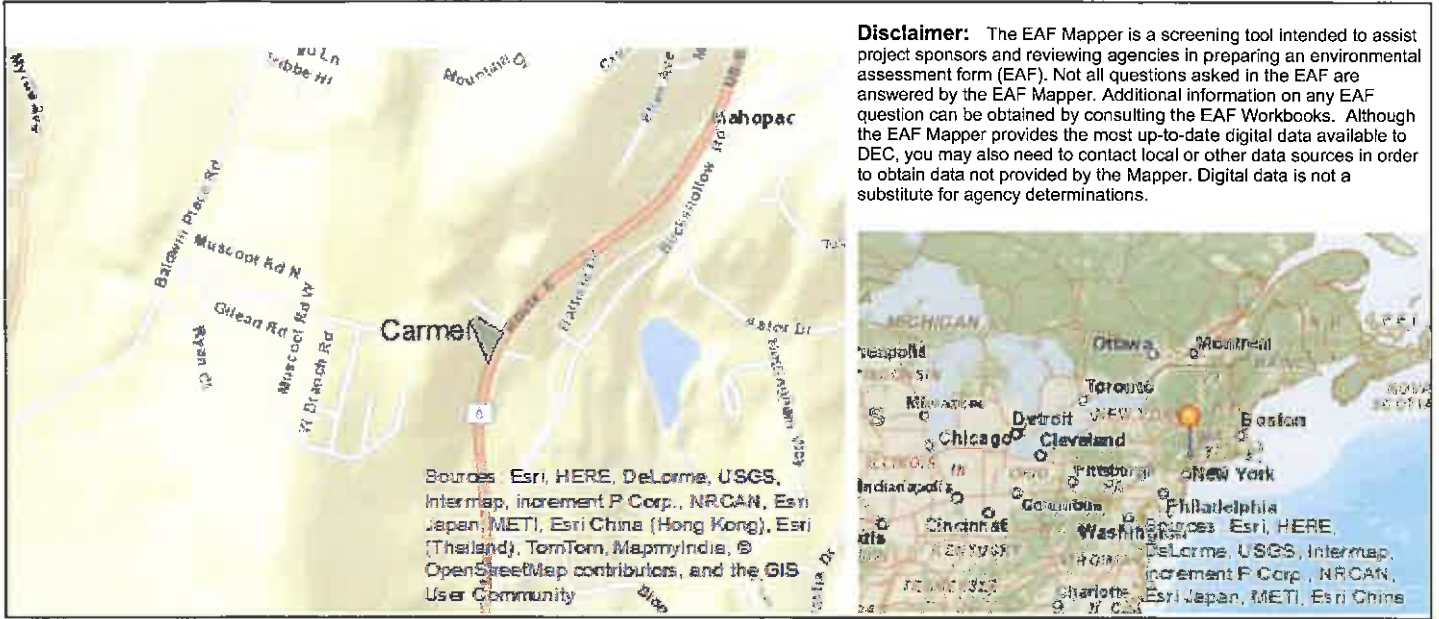 Disclaimer: The EAF Mapper is a screening tool intended to assist
project sponsors and reviewing agencies in preparing an environmental
assessment form (EAF). Not all questions asked in the EAF are
answered by the EAF Mapper. Additional information on any EAF
question can be obtained by consulting the EAF Workbooks. Although
the EAF Mapper provides the most up-to-date digital data available to
DEC, you may also need to contact local or other data sources in order
to obtain data not provided by the Mapper. Digital data is not a
substitute for agency determinations.
Mahopac
Baldwin Place Rd
Muscoot Rd N
Gilead Rd
Muscoot Rd W
W Branch Rd
Carmel
6
Sources: Esri, HERE, DeLorme, USGS,
Intermap, increment P Corp., NRCAN, Esri
Japan, METI, Esri China (Hong Kong), Esri
(Thailand), TomTom, MapmyIndia, ©
OpenStreetMap contributors, and the GIS
User Community
MICHIGAN
Ottawa
Montreal
Toronto
Detroit
Boston
Chicago
Cleveland
Pittsburgh
New York
Indianapolis
Columbus
Philadelphia
Cincinnati
Washington
Charlotte
Sources: Esri, HERE,
DeLorme, USGS, Intermap,
increment P Corp., NRCAN,
Esri Japan, METI, Esri China